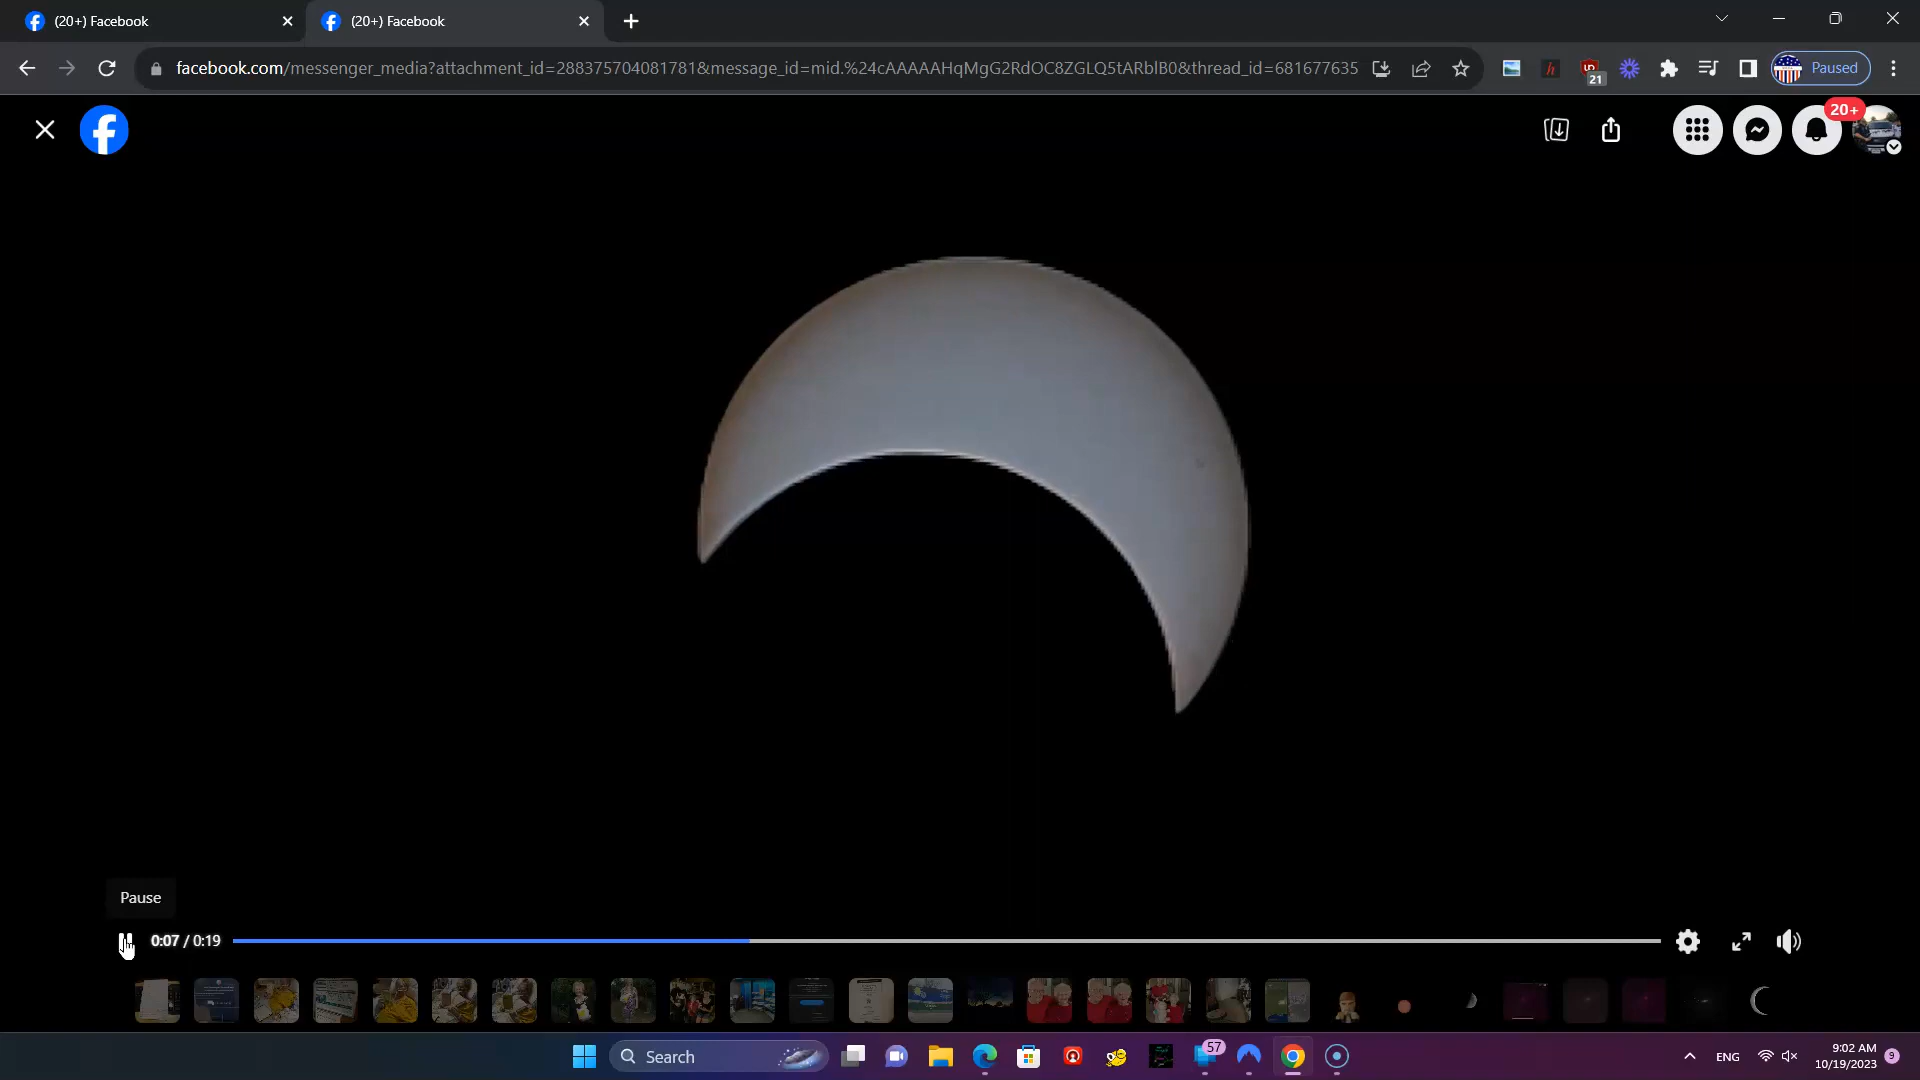 (20+) Facebook
(20+) Facebook
facebook.com/messenger_media?attachment_id=288375704081781&message_id=mid.%24cAAAAAHqMgG2RdOC8ZGLQ5tARblB0&thread_id=681677635
21
Paused
20+
Pause
0:07 / 0:19
Search
57
ENG
9:02 AM
10/19/2023
9